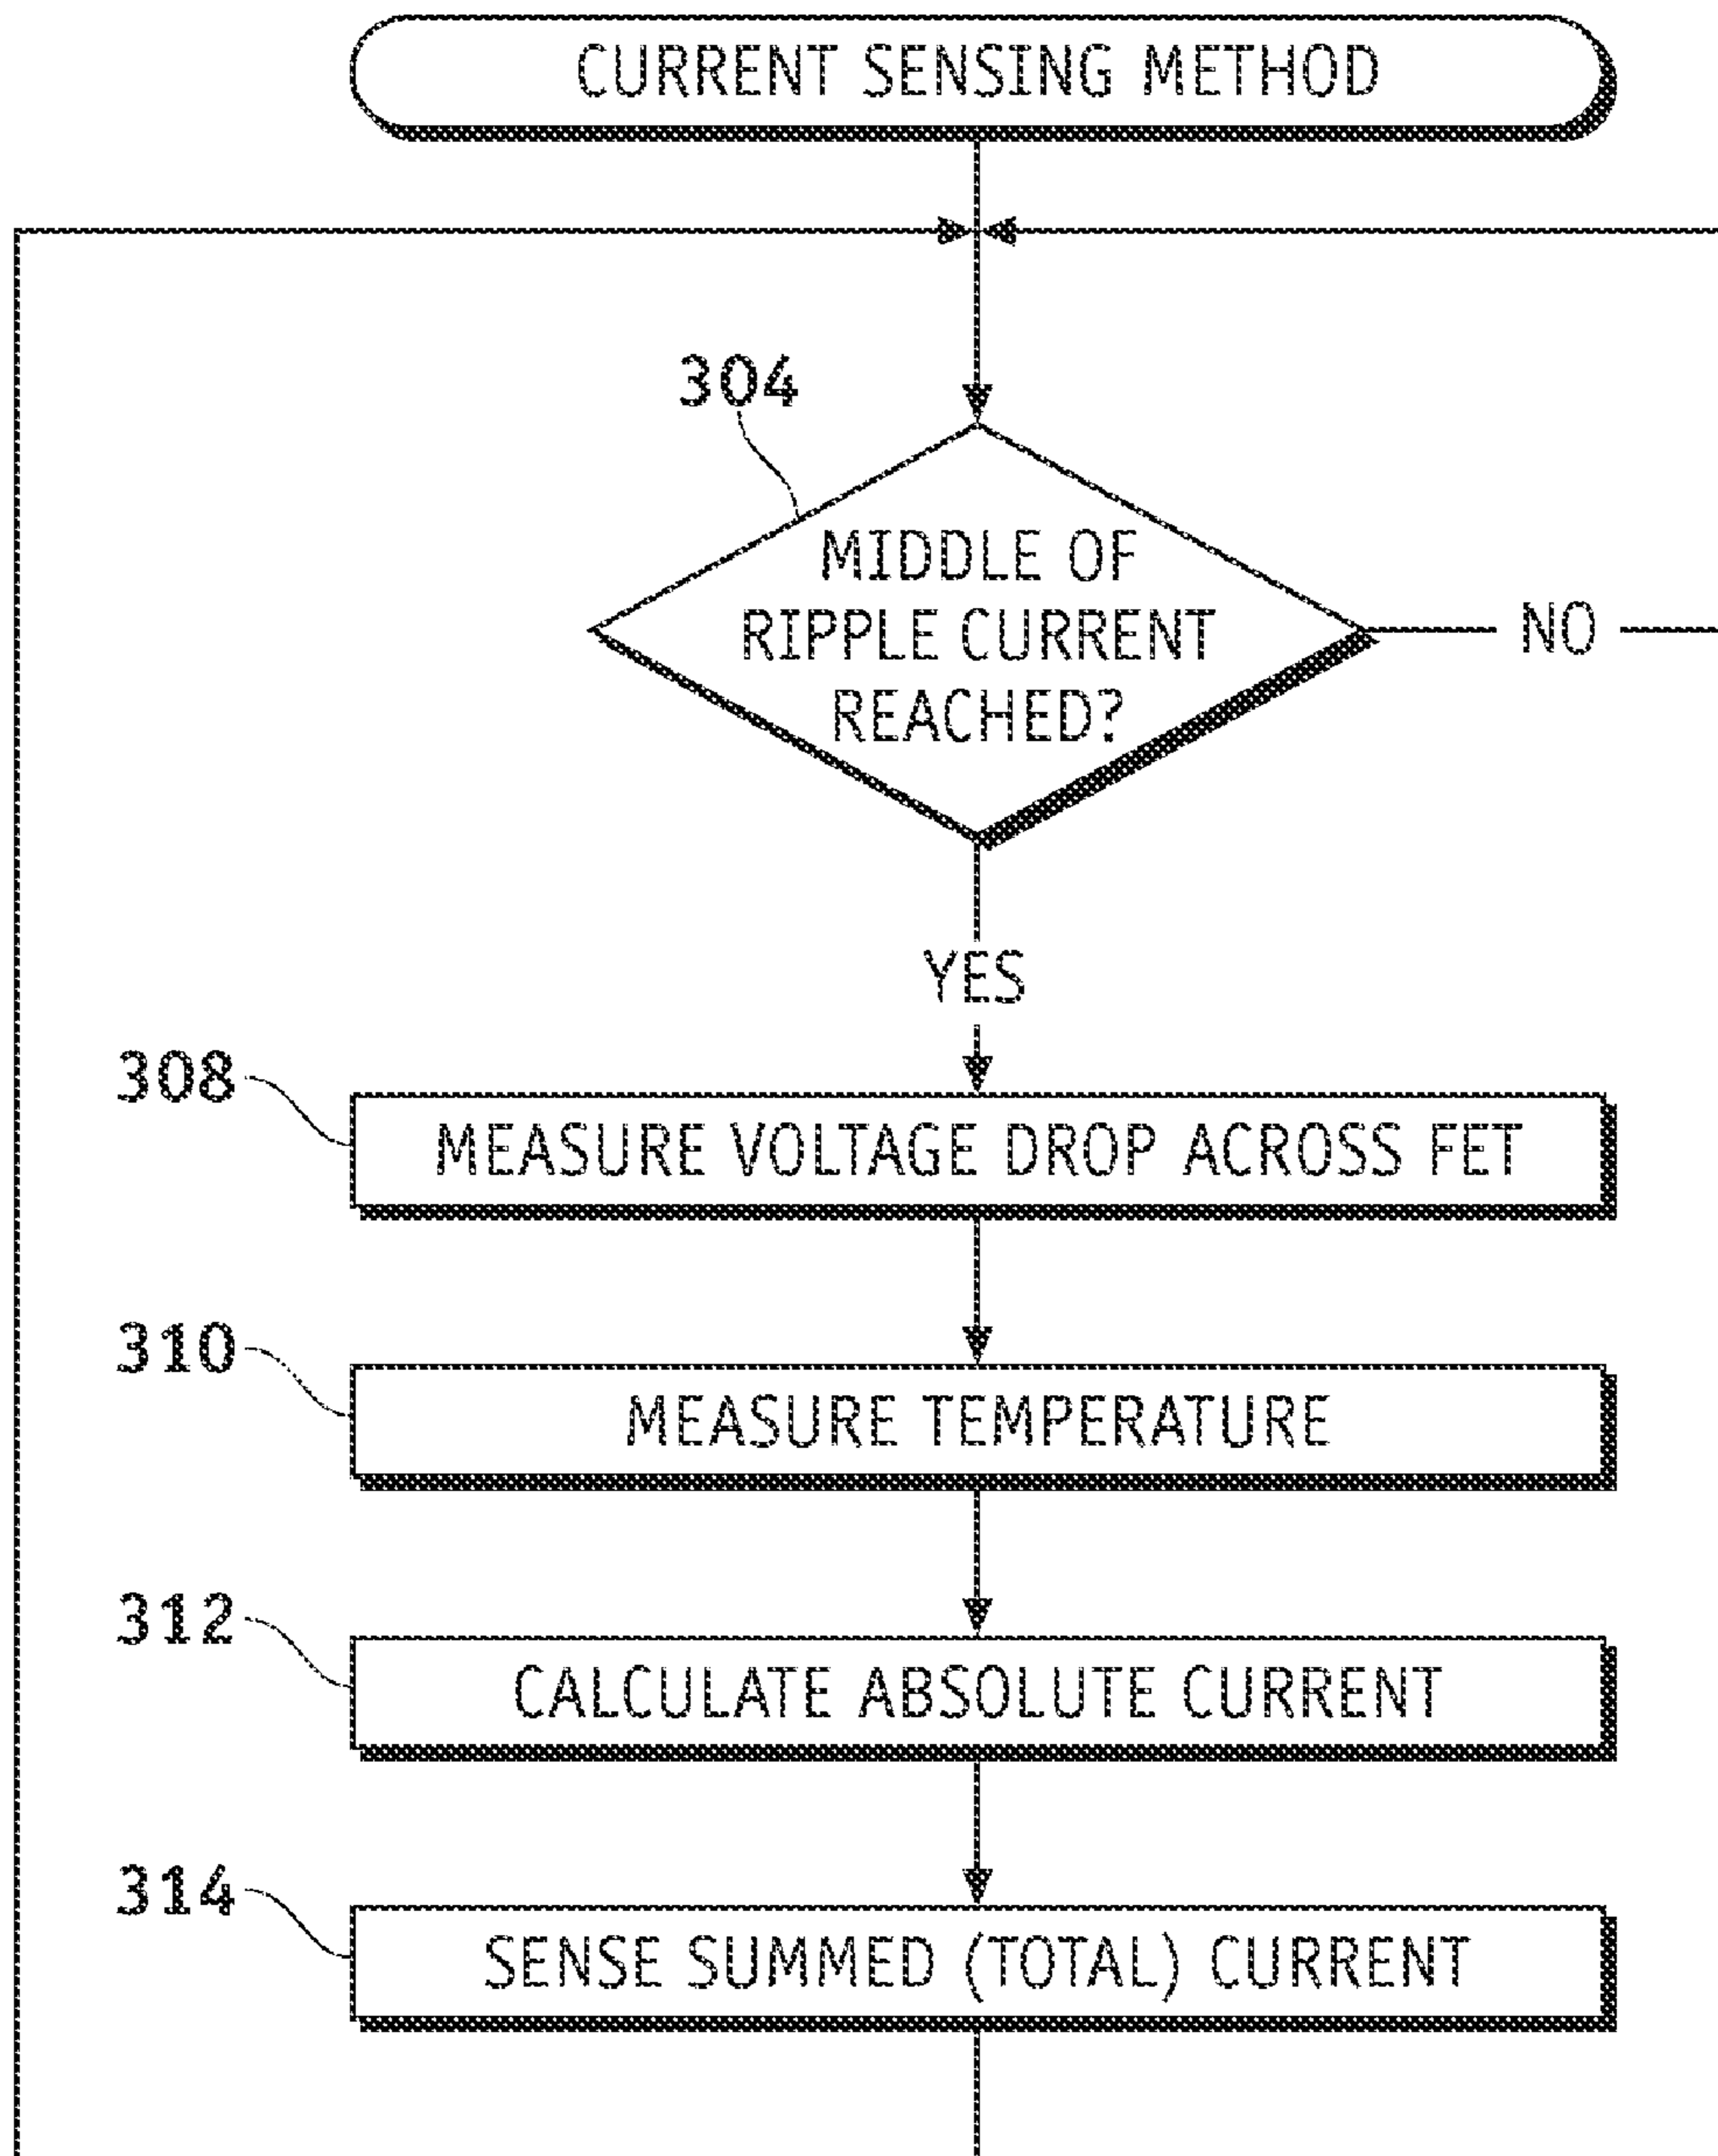 CURRENT SENSING METHOD
304
MIDDLE OF
RIPPLE CURRENT
REACHED?
NO
YES
308
MEASURE VOLTAGE DROP ACROSS FET
310
MEASURE TEMPERATURE
312
CALCULATE ABSOLUTE CURRENT
314
SENSE SUMMED (TOTAL) CURRENT